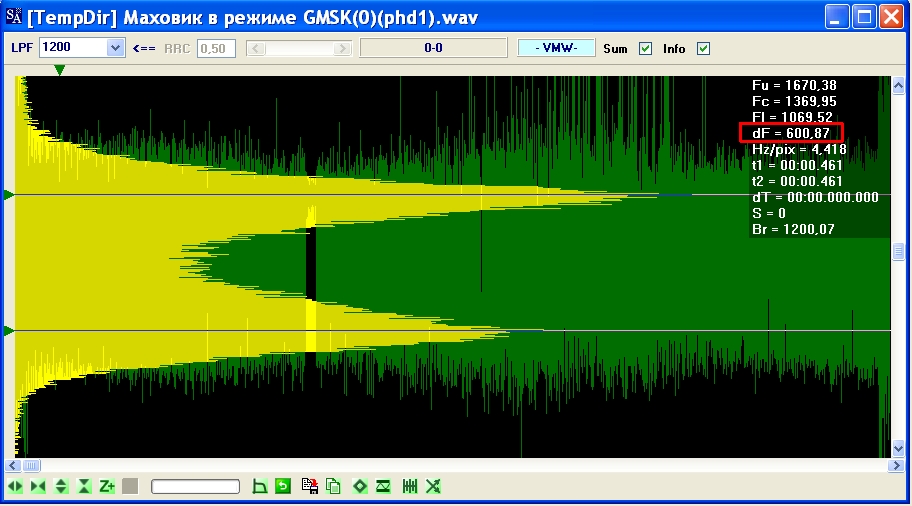 SA [TempDir] Маховик в режиме GMSK(0)(phd1).wav
LPF 1200 <== RRC 0,50 0-0 - VMW- Sum Info
Fu = 1670,38
Fc = 1369,95
Fl = 1069,52
dF = 600,87
Hz/pix = 4,418
t1 = 00:00.461
t2 = 00:00.461
dT = 00:00.000.000
S = 0
Br = 1200,07
Z+